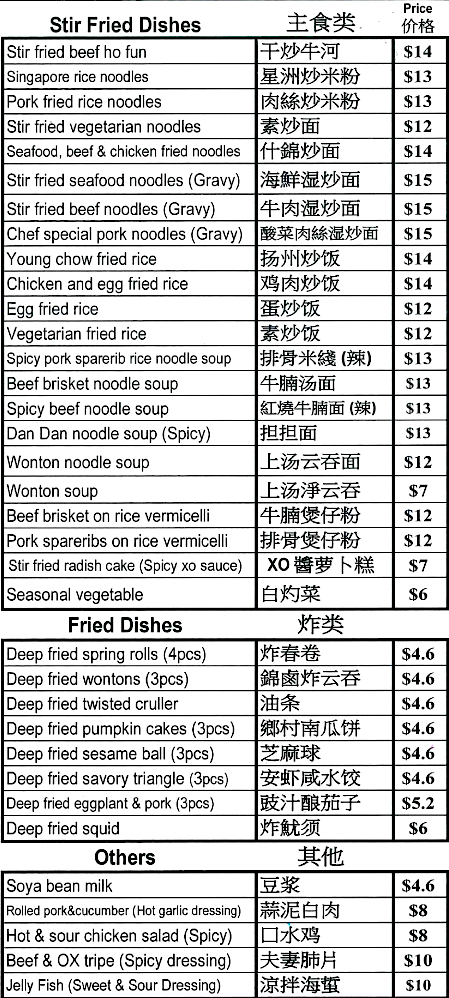 Price
Stir Fried Dishes 主食类 价格
Stir fried beef ho fun 干炒牛河 $14
Singapore rice noodles 星洲炒米粉 $13
Pork fried rice noodles 肉絲炒米粉 $13
Stir fried vegetarian noodles 素炒面 $12
Seafood, beef & chicken fried noodles 什錦炒面 $14
Stir fried seafood noodles (Gravy) 海鮮湿炒面 $15
Stir fried beef noodles (Gravy) 牛肉湿炒面 $15
Chef special pork noodles (Gravy) 酸菜肉絲湿炒面 $15
Young chow fried rice 扬州炒饭 $14
Chicken and egg fried rice 鸡肉炒饭 $14
Egg fried rice 蛋炒饭 $12
Vegetarian fried rice 素炒饭 $12
Spicy pork sparerib rice noodle soup 排骨米綫 (辣) $13
Beef brisket noodle soup 牛腩汤面 $13
Spicy beef noodle soup 紅燒牛腩面 (辣) $13
Dan Dan noodle soup (Spicy) 担担面 $13
Wonton noodle soup 上汤云吞面 $12
Wonton soup 上汤淨云吞 $7
Beef brisket on rice vermicelli 牛腩煲仔粉 $12
Pork spareribs on rice vermicelli 排骨煲仔粉 $12
Stir fried radish cake (Spicy xo sauce) XO 醬萝卜糕 $7
Seasonal vegetable 白灼菜 $6
Fried Dishes 炸类
Deep fried spring rolls (4pcs) 炸春卷 $4.6
Deep fried wontons (3pcs) 錦鹵炸云吞 $4.6
Deep fried twisted cruller 油条 $4.6
Deep fried pumpkin cakes (3pcs) 鄉村南瓜饼 $4.6
Deep fried sesame ball (3pcs) 芝麻球 $4.6
Deep fried savory triangle (3pcs) 安虾咸水饺 $4.6
Deep fried eggplant & pork (3pcs) 豉汁酿茄子 $5.2
Deep fried squid 炸魷须 $6
Others 其他
Soya bean milk 豆浆 $4.6
Rolled pork&cucumber (Hot garlic dressing) 蒜泥白肉 $8
Hot & sour chicken salad (Spicy) 口水鸡 $8
Beef & OX tripe (Spicy dressing) 夫妻肺片 $10
Jelly Fish (Sweet & Sour Dressing) 涼拌海蜇 $10